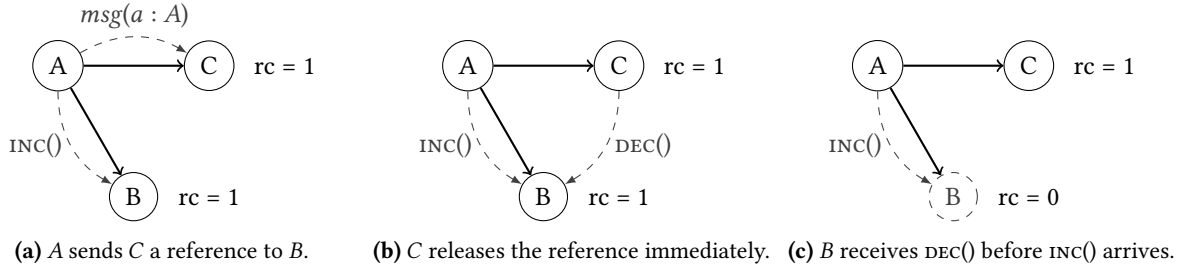 msg(a : A)
A
C
rc = 1
INC()
B
rc = 1
(a) A sends C a reference to B.
A
C
rc = 1
INC()
DEC()
B
rc = 1
(b) C releases the reference immediately.
A
C
rc = 1
INC()
B
rc = 0
(c) B receives DEC() before INC() arrives.